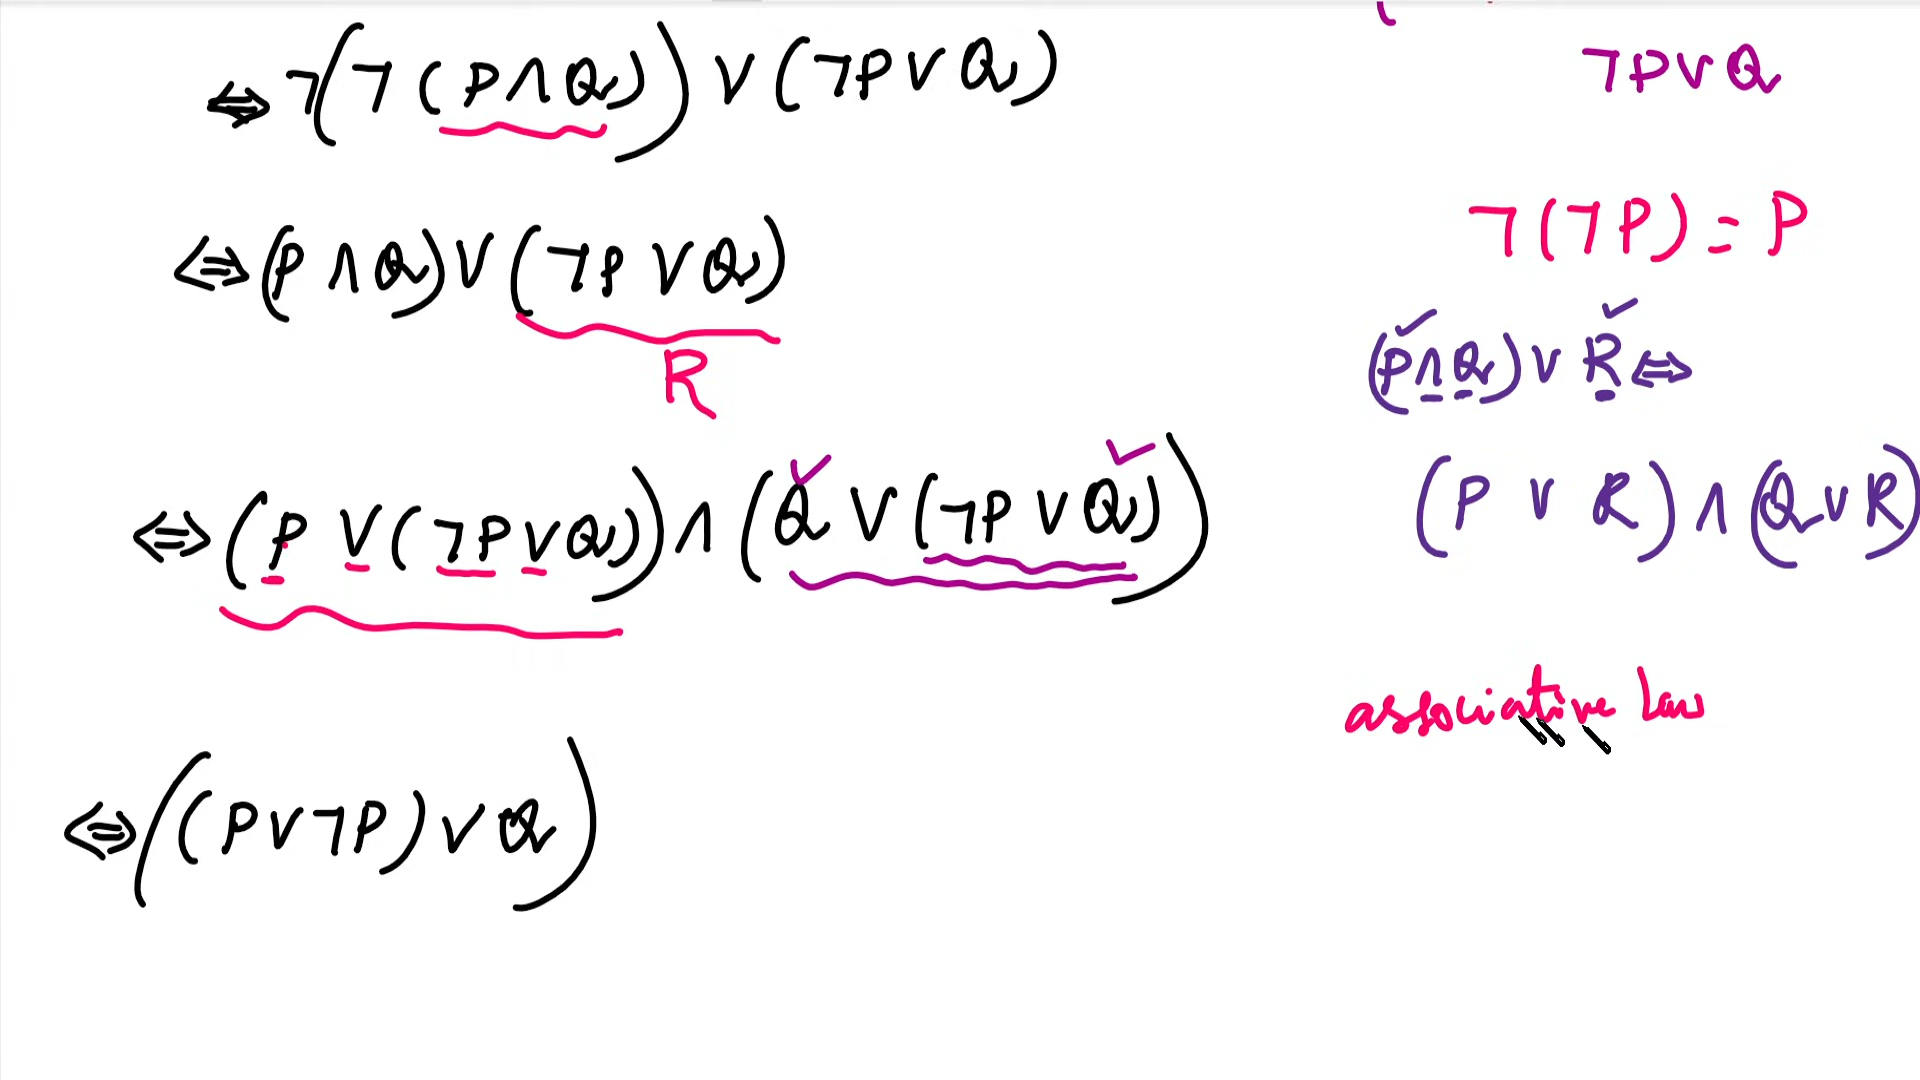 ⇔ ¬(¬(P∧Q)) ∨ (¬P∨Q)
⇔ (P∧Q) ∨ (¬P∨Q)
R
⇔ (P∨(¬P∨Q)) ∧ (Q∨(¬P∨Q))
⇔ ((P∨¬P)∨Q)
¬P∨Q
¬(¬P) = P
(P∧Q)∨R ⇔
(P∨R)∧(Q∨R)
associative law